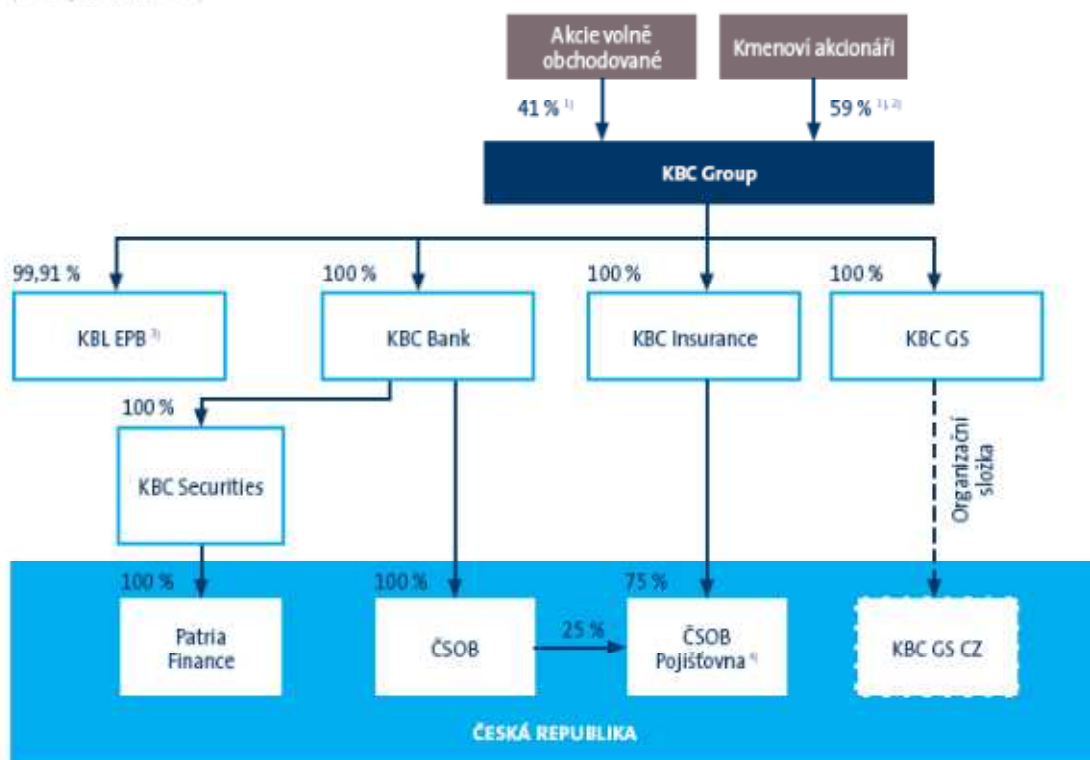 Akcie volně
obchodované
Kmenoví akcionáři
41 % 1)
59 % 1), 2)
KBC Group
99,91 %
100 %
100 %
100 %
KBL EPB 3)
KBC Bank
KBC Insurance
KBC GS
100 %
KBC Securities
Organizační
složka
100 %
100 %
75 %
Patria
Finance
ČSOB
25 %
ČSOB
Pojišťovna 4)
KBC GS CZ
ČESKÁ REPUBLIKA